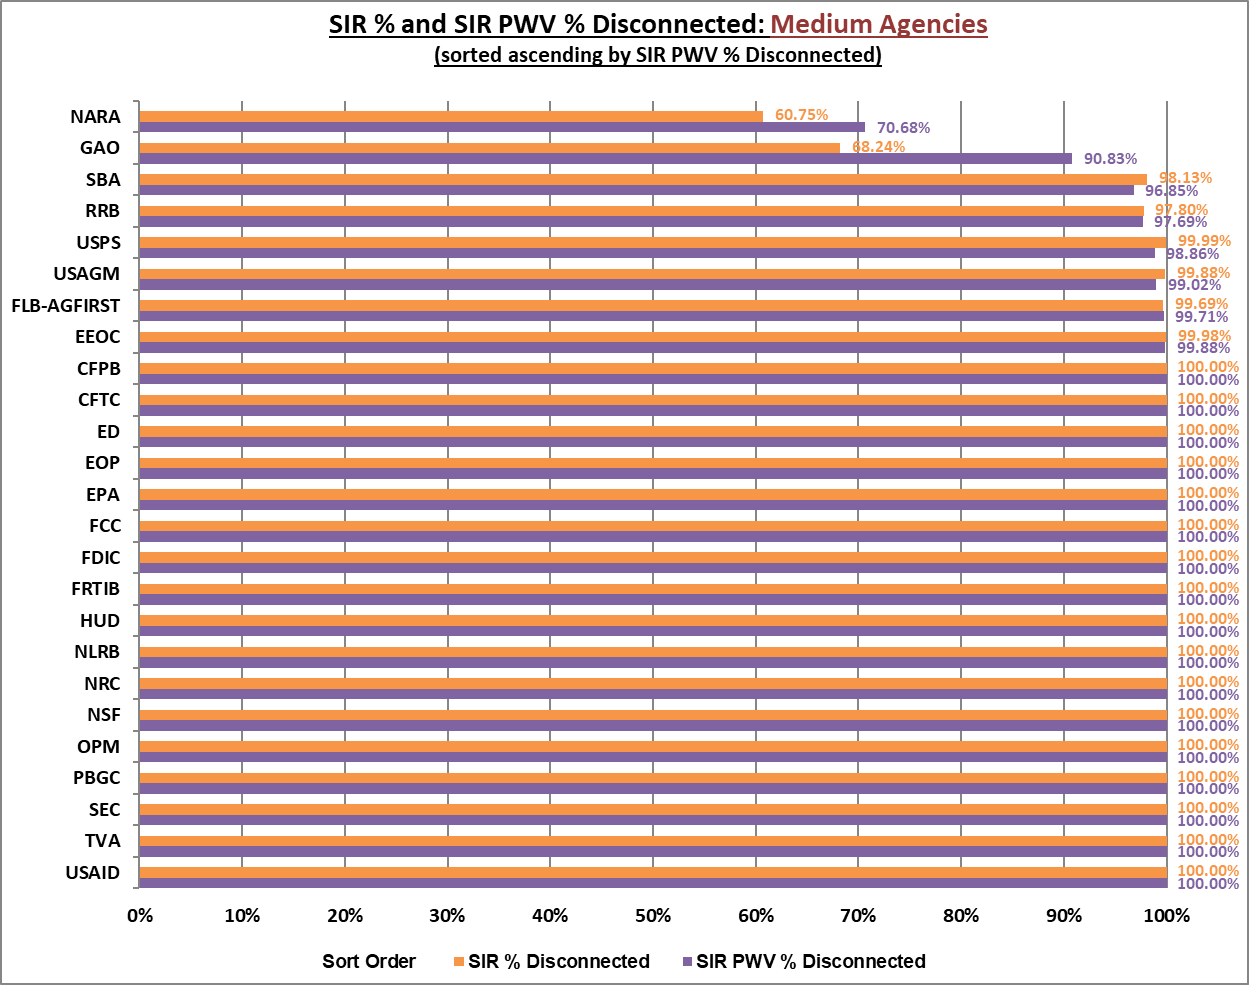 SIR % and SIR PWV % Disconnected: Medium Agencies
(sorted ascending by SIR PWV % Disconnected)
NARA 60.75%
70.68%
GAO 68.24%
90.83%
SBA 98.13%
96.85%
RRB 97.80%
97.69%
USPS 99.99%
98.86%
USAGM 99.88%
99.02%
FLB-AGFIRST 99.69%
99.71%
EEOC 99.98%
99.88%
CFPB 100.00%
100.00%
CFTC 100.00%
100.00%
ED 100.00%
100.00%
EOP 100.00%
100.00%
EPA 100.00%
100.00%
FCC 100.00%
100.00%
FDIC 100.00%
100.00%
FRTIB 100.00%
100.00%
HUD 100.00%
100.00%
NLRB 100.00%
100.00%
NRC 100.00%
100.00%
NSF 100.00%
100.00%
OPM 100.00%
100.00%
PBGC 100.00%
100.00%
SEC 100.00%
100.00%
TVA 100.00%
100.00%
USAID 100.00%
100.00%
0% 10% 20% 30% 40% 50% 60% 70% 80% 90% 100%
Sort Order SIR % Disconnected SIR PWV % Disconnected